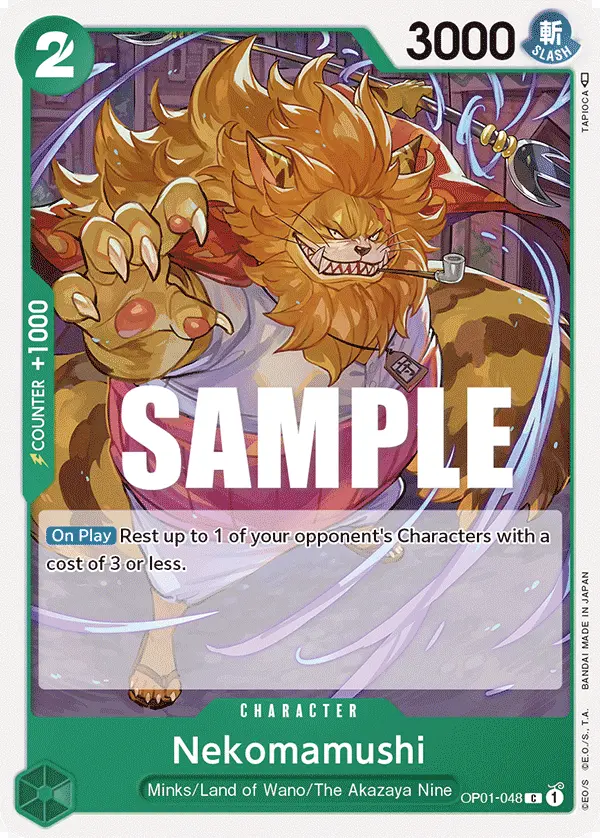 2
3000
斬
SLASH
TAPIOCA
COUNTER +1000
SAMPLE
On Play Rest up to 1 of your opponent's Characters with a
cost of 3 or less.
CHARACTER
Nekomamushi
Minks/Land of Wano/The Akazaya Nine
OP01-048 C 1
©E.O/S ©E.O./S., T.A. BANDAI MADE IN JAPAN